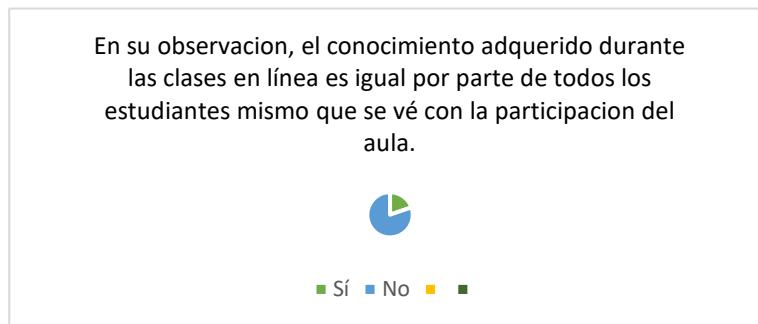 En su observacion, el conocimiento adquerido durante
las clases en línea es igual por parte de todos los
estudiantes mismo que se vé con la participacion del
aula.
Sí No